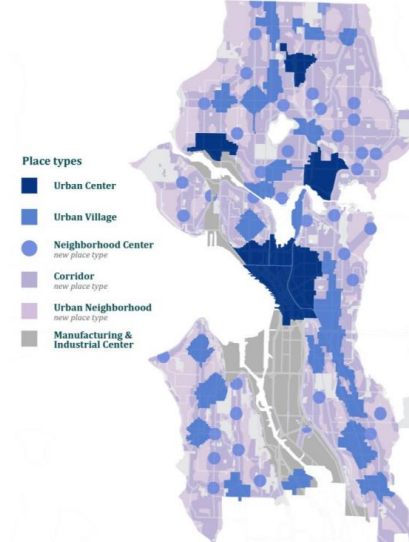 Place types
Urban Center
Urban Village
Neighborhood Center
new place type
Corridor
new place type
Urban Neighborhood
new place type
Manufacturing &
Industrial Center